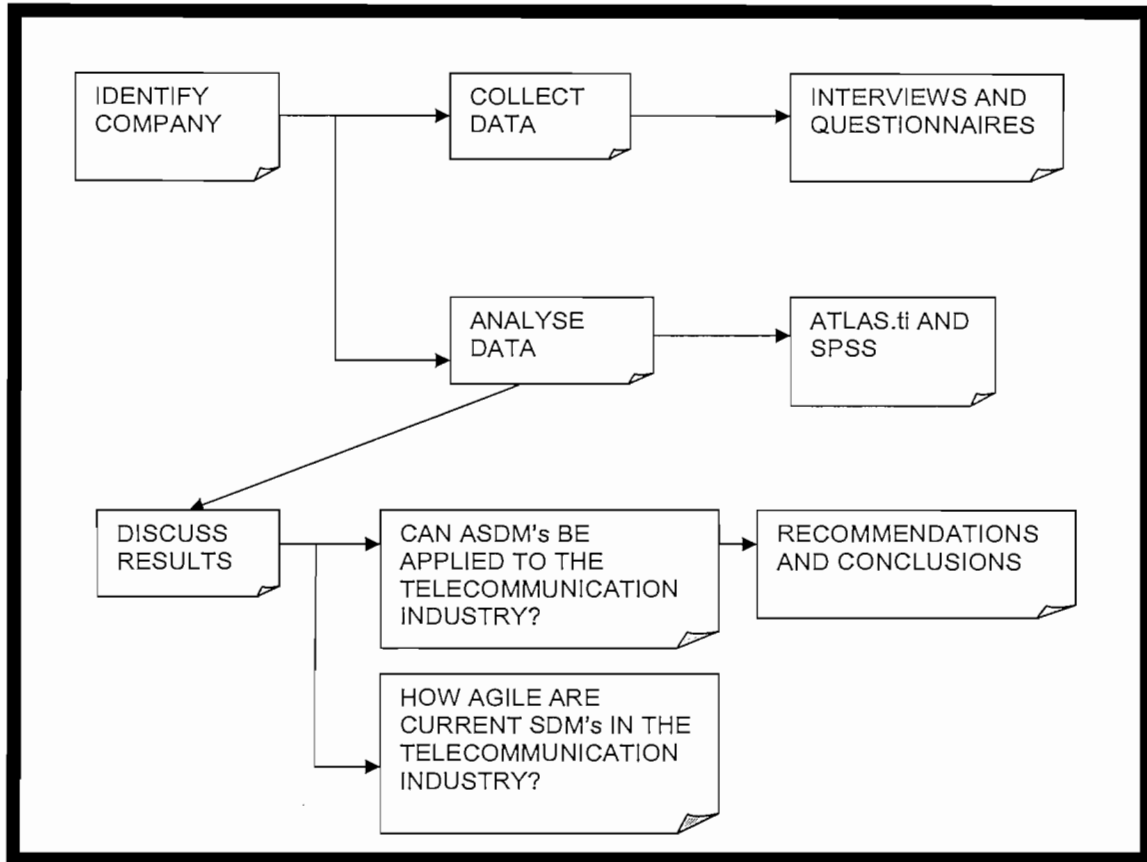 IDENTIFY
COMPANY
COLLECT
DATA
INTERVIEWS AND
QUESTIONNAIRES
ANALYSE
DATA
ATLAS.ti AND
SPSS
DISCUSS
RESULTS
CAN ASDM's BE
APPLIED TO THE
TELECOMMUNICATION
INDUSTRY?
RECOMMENDATIONS
AND CONCLUSIONS
HOW AGILE ARE
CURRENT SDM's IN THE
TELECOMMUNICATION
INDUSTRY?